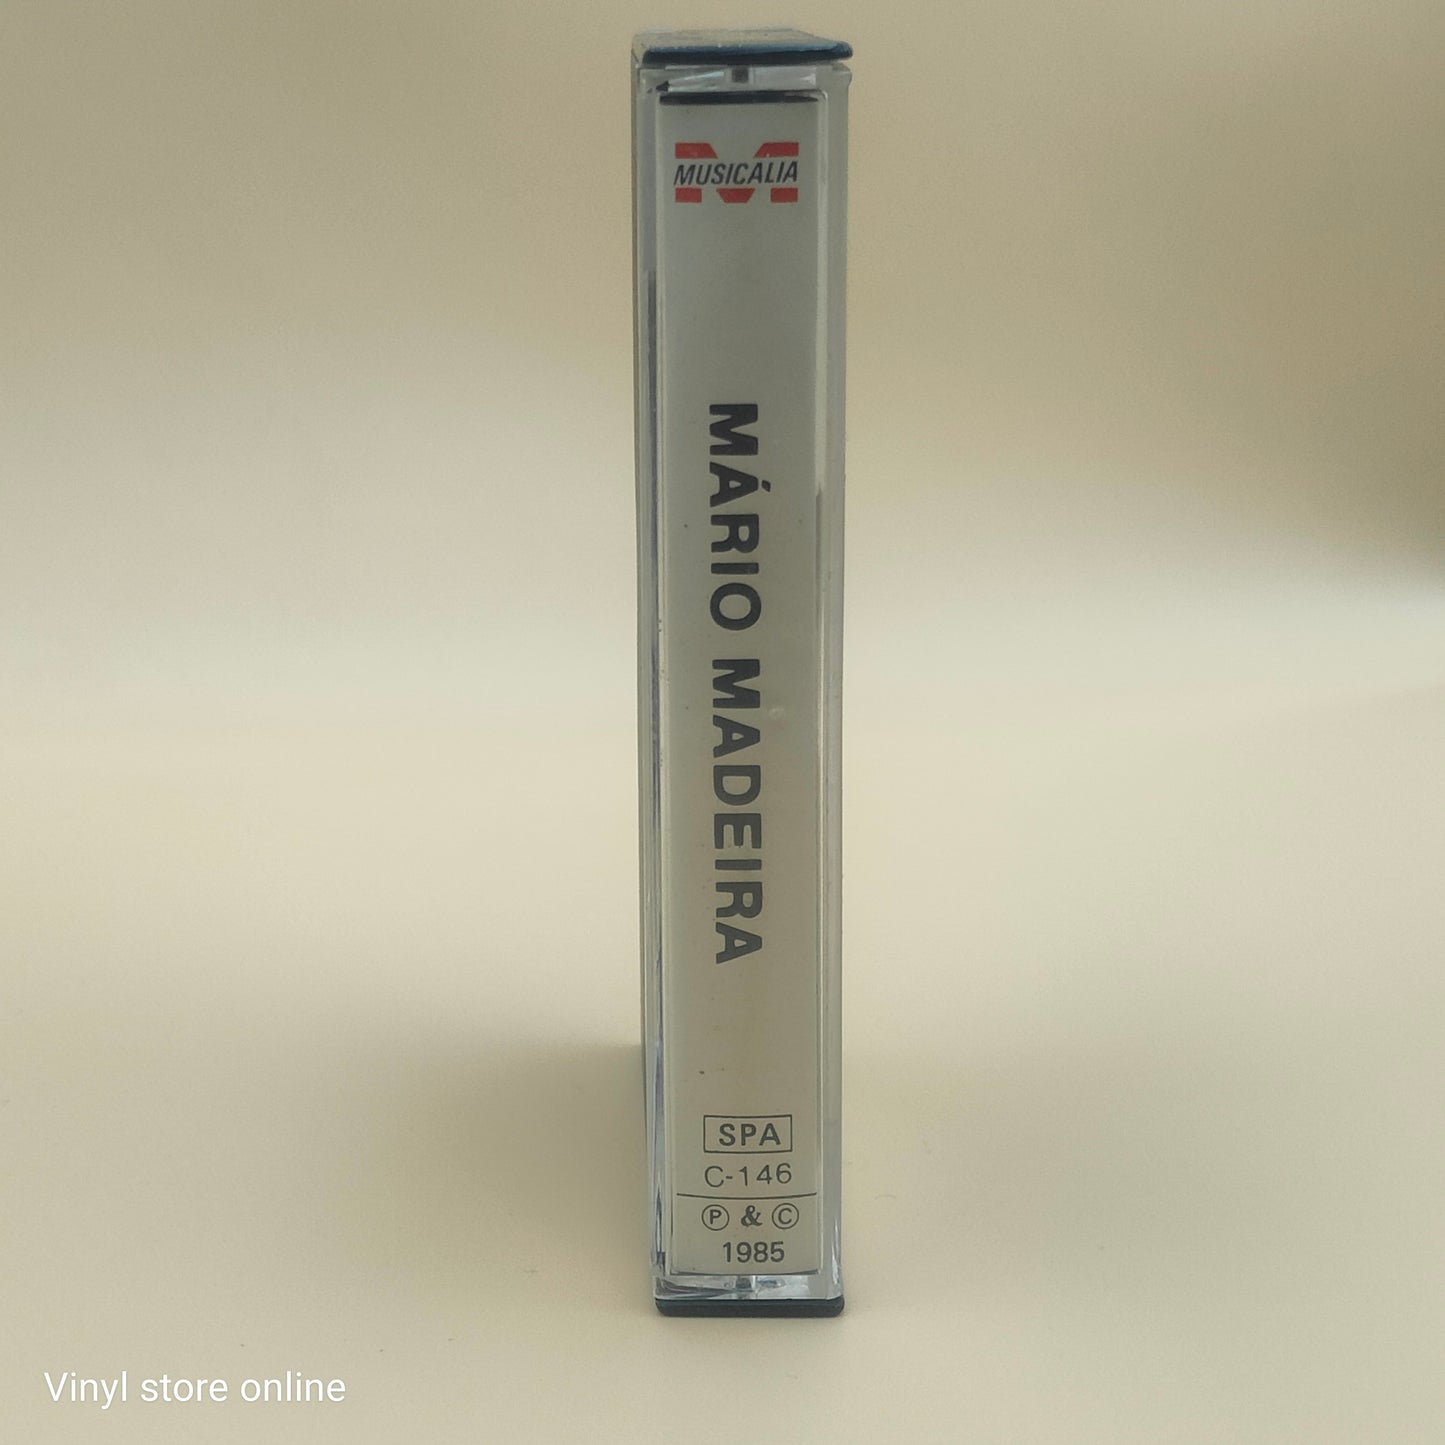 MUSICALIA
MÁRIO MADEIRA
SPA
C-146
Ⓟ & Ⓒ
1985
Vinyl store online